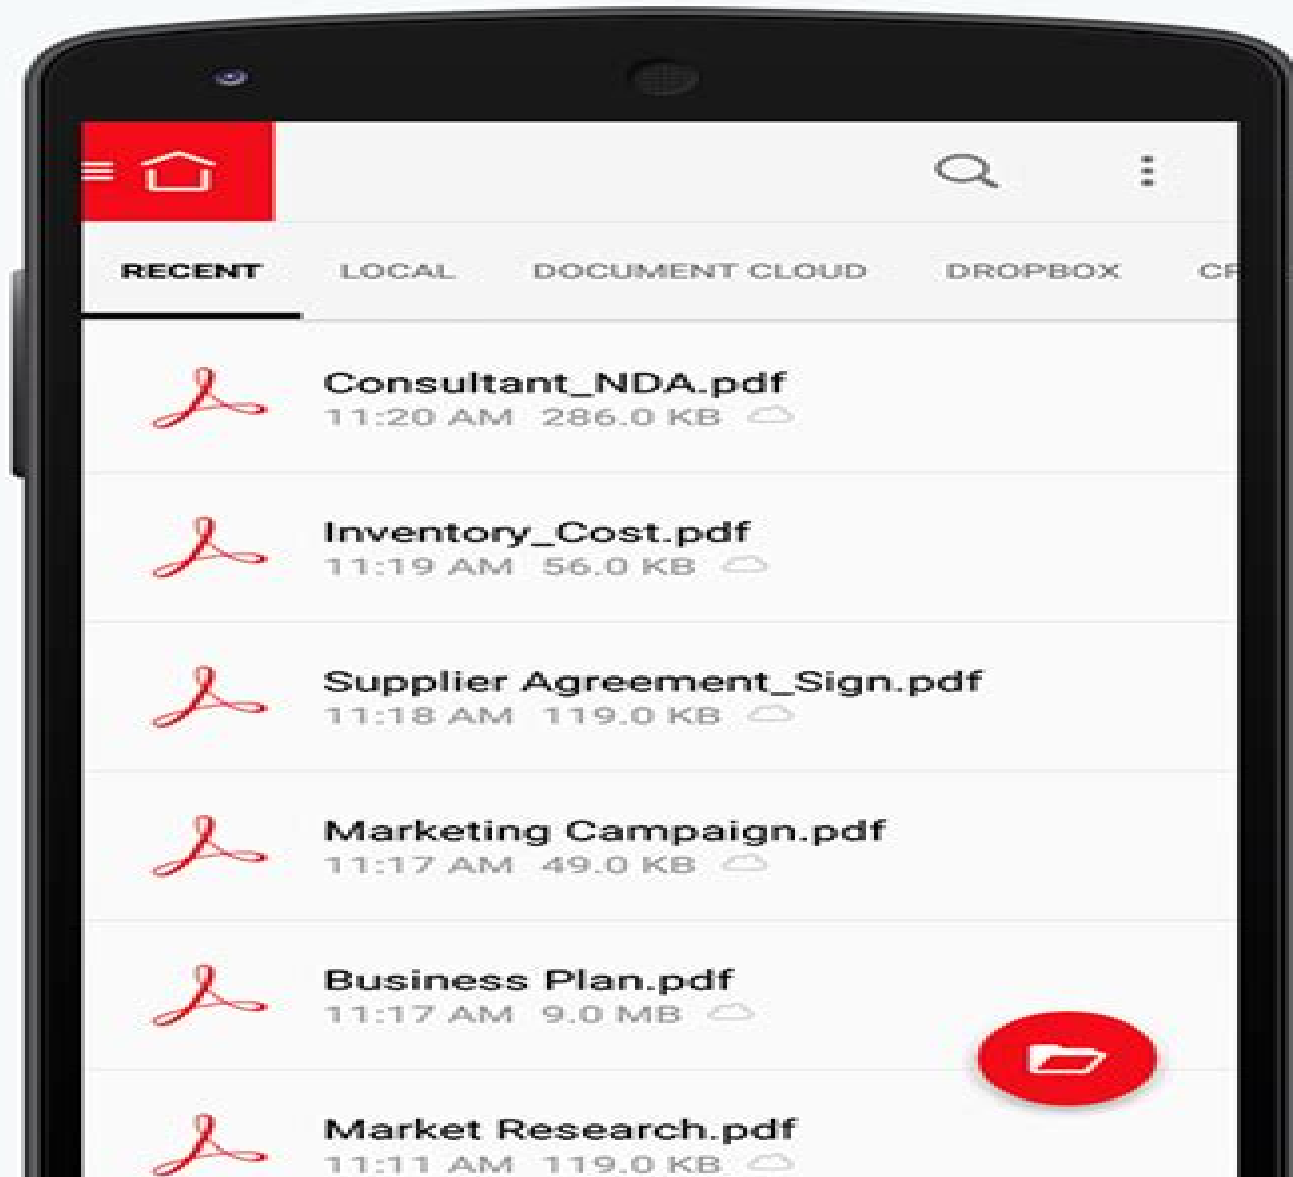 RECENT LOCAL DOCUMENT CLOUD DROPBOX
Consultant_NDA.pdf
11:20 AM 286.0 KB
Inventory_Cost.pdf
11:19 AM 56.0 KB
Supplier Agreement_Sign.pdf
11:18 AM 119.0 KB
Marketing Campaign.pdf
11:17 AM 49.0 KB
Business Plan.pdf
11:17 AM 9.0 MB
Market Research.pdf
11:11 AM 119.0 KB